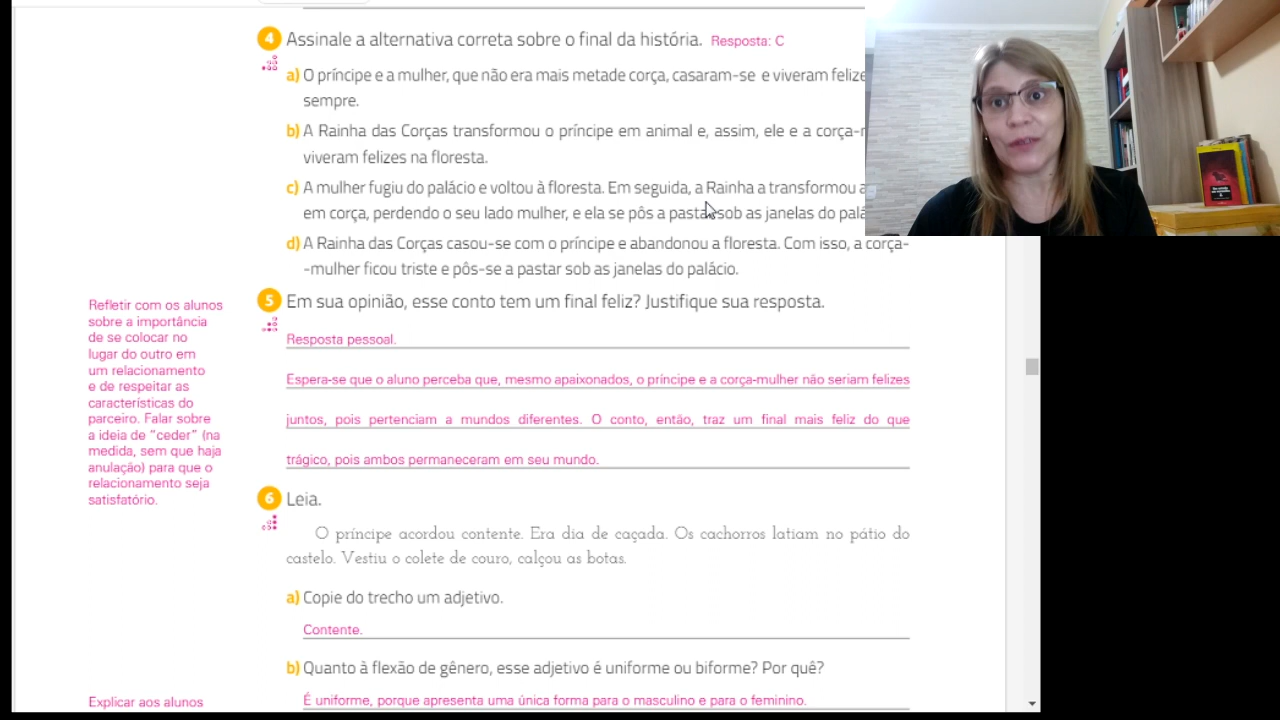 4 Assinale a alternativa correta sobre o final da história. Resposta: C
a) O príncipe e a mulher, que não era mais metade corça, casaram-se e viveram
sempre.
b) A Rainha das Corças transformou o príncipe em animal e, assim, ele e a
viveram felizes na floresta.
c) A mulher fugiu do palácio e voltou à floresta. Em seguida, a Rainha a transformou
em corça, perdendo o seu lado mulher, e ela se pôs a pastar sob as janelas do
d) A Rainha das Corças casou-se com o príncipe e abandonou a floresta. Com isso, a corça-
-mulher ficou triste e pôs-se a pastar sob as janelas do palácio.
5 Em sua opinião, esse conto tem um final feliz? Justifique sua resposta.
Resposta pessoal.
Espera-se que o aluno perceba que, mesmo apaixonados, o príncipe e a corça-mulher não seriam felizes
juntos, pois pertenciam a mundos diferentes. O conto, então, traz um final mais feliz do que
trágico, pois ambos permaneceram em seu mundo.
Refletir com os alunos
sobre a importância
de se colocar no
lugar do outro em
um relacionamento
e de respeitar as
características do
parceiro. Falar sobre
a ideia de “ceder” (na
medida, sem que haja
anulação) para que o
relacionamento seja
satisfatório.
6 Leia.
O príncipe acordou contente. Era dia de caçada. Os cachorros latiam no pátio do
castelo. Vestiu o colete de couro, calçou as botas.
a) Copie do trecho um adjetivo.
Contente.
b) Quanto à flexão de gênero, esse adjetivo é uniforme ou biforme? Por quê?
É uniforme, porque apresenta uma única forma para o masculino e para o feminino.
Explicar aos alunos